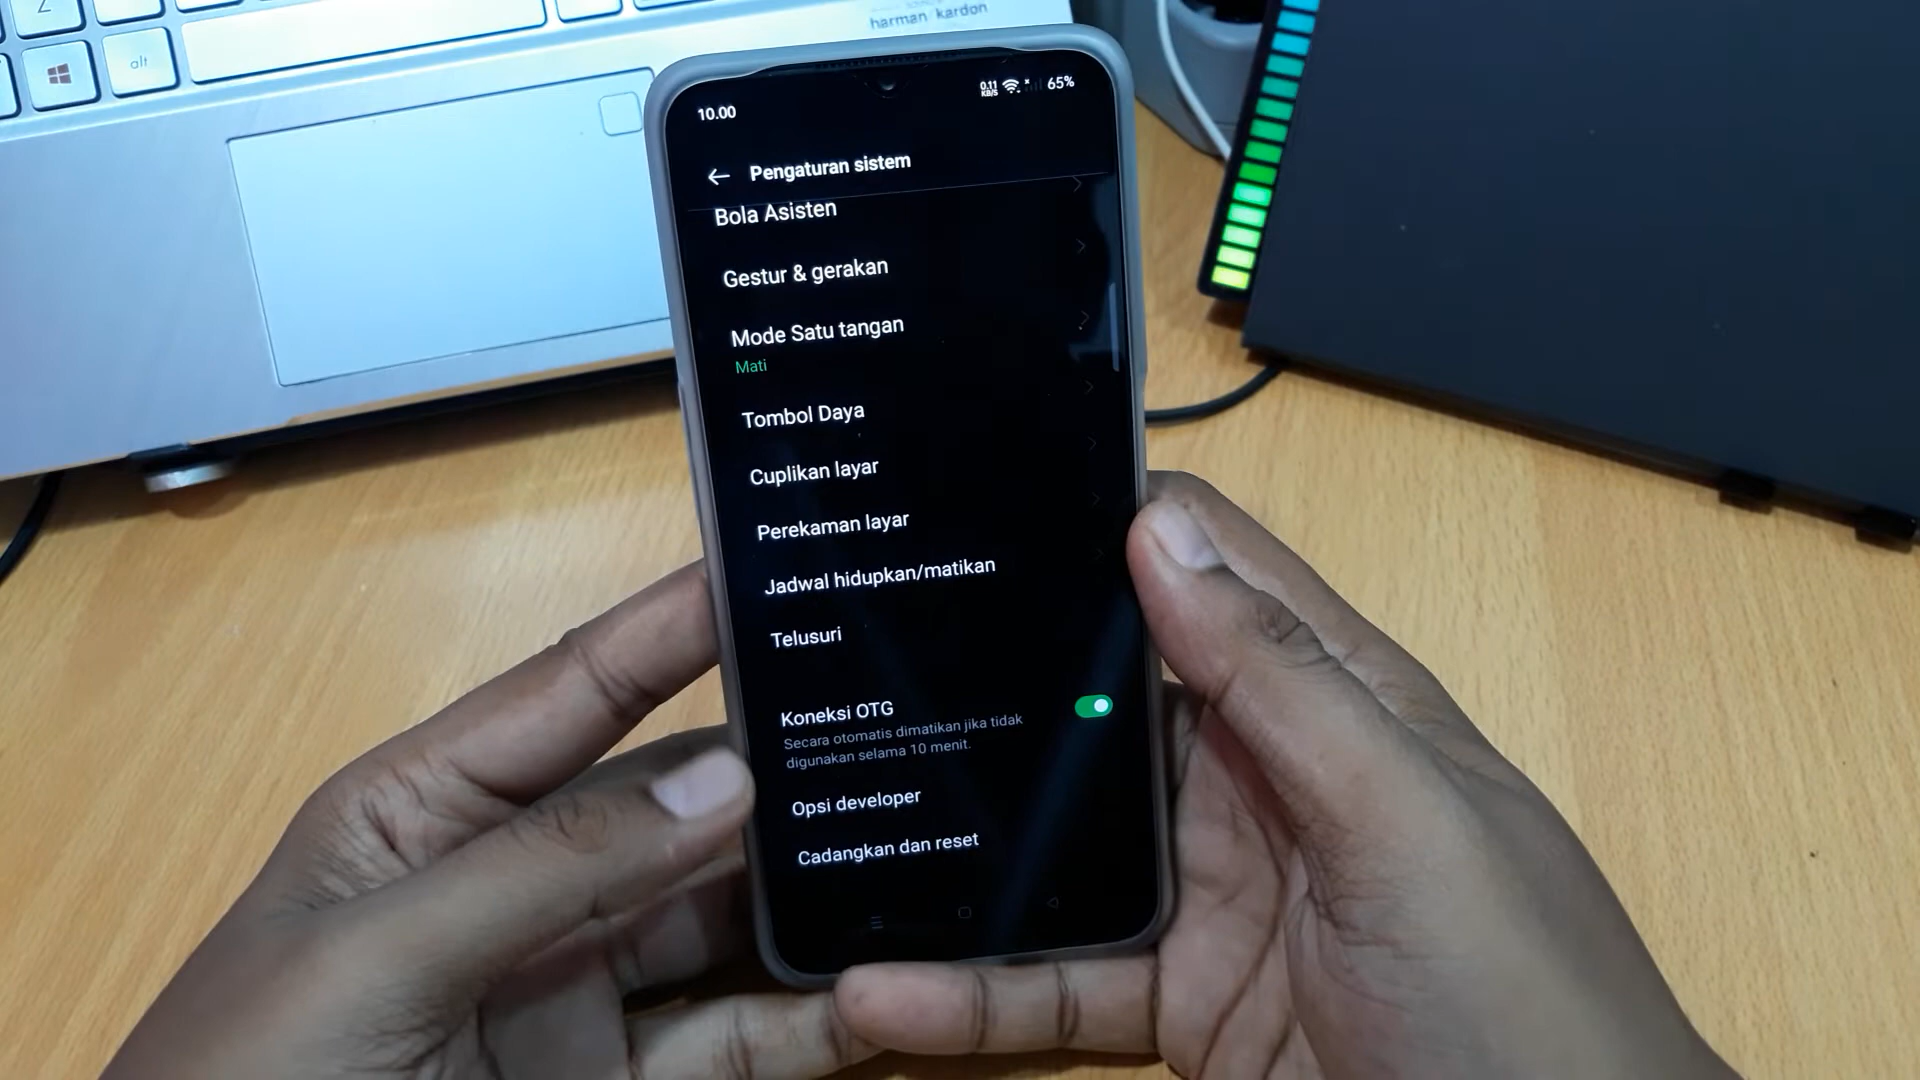 harman/kardon
alt
10.00
0.11
KB/S
65%
Pengaturan sistem
Bola Asisten
Gestur & gerakan
Mode Satu tangan
Mati
Tombol Daya
Cuplikan layar
Perekaman layar
Jadwal hidupkan/matikan
Telusuri
Koneksi OTG
Secara otomatis dimatikan jika tidak
digunakan selama 10 menit.
Opsi developer
Cadangkan dan reset